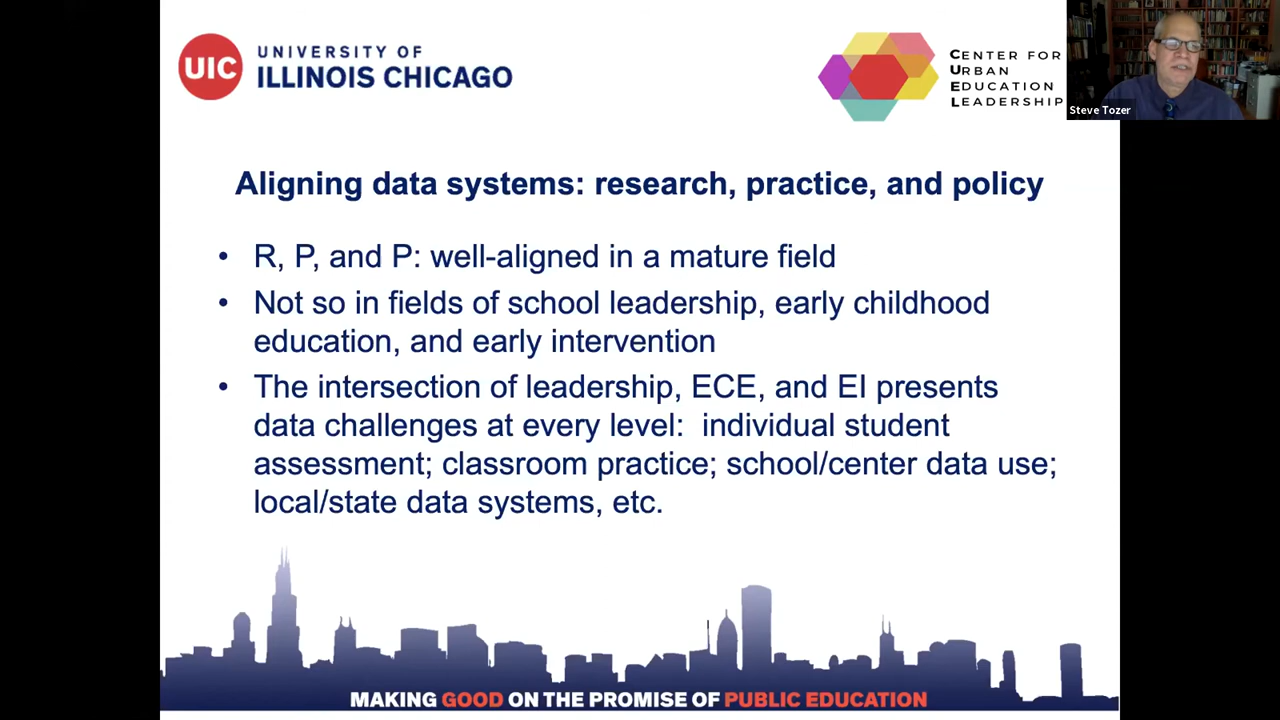 UIC
UNIVERSITY OF
ILLINOIS CHICAGO
CENTER FOR
URBAN
EDUCATION
LEADERSHIP
Steve Tozer
Aligning data systems: research, practice, and policy
• R, P, and P: well-aligned in a mature field
• Not so in fields of school leadership, early childhood
education, and early intervention
• The intersection of leadership, ECE, and EI presents
data challenges at every level: individual student
assessment; classroom practice; school/center data use;
local/state data systems, etc.
MAKING GOOD ON THE PROMISE OF PUBLIC EDUCATION